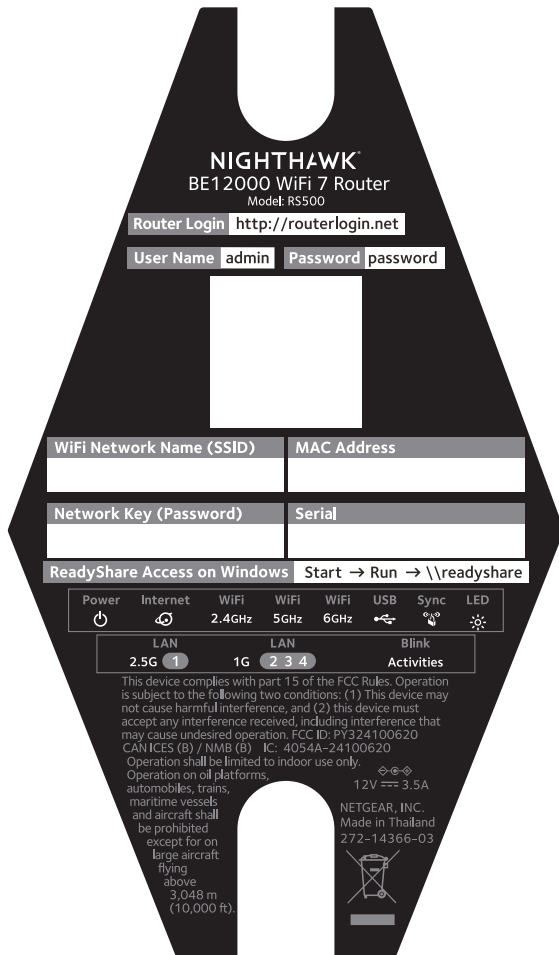 NIGHTHAWK®
BE12000 WiFi 7 Router
Model: RS500
Router Login http://routerlogin.net
User Name admin Password password
WiFi Network Name (SSID) MAC Address
Network Key (Password) Serial
ReadyShare Access on Windows Start → Run → \\readyshare
Power Internet WiFi WiFi WiFi USB Sync LED
2.4GHz 5GHz 6GHz
LAN LAN Blink
2.5G 1 1G 2 3 4 Activities
This device complies with part 15 of the FCC Rules. Operation
is subject to the following two conditions: (1) This device may
not cause harmful interference, and (2) this device must
accept any interference received, including interference that
may cause undesired operation. FCC ID: PY324100620
CAN ICES (B) / NMB (B) IC: 4054A-24100620
Operation shall be limited to indoor use only.
Operation on oil platforms,
automobiles, trains,
maritime vessels
and aircraft shall
be prohibited
except for on
large aircraft
flying
above
3,048 m
(10,000 ft).
12V ⎓ 3.5A
NETGEAR, INC.
Made in Thailand
272-14366-03